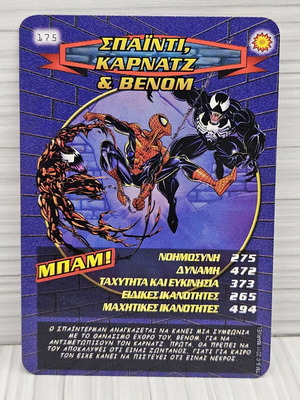 175
ΣΠΑΪΝΤΙ,
ΚΑΡΝΑΤΖ
& ΒΕΝΟΜ
ΜΠΑΜ!
ΝΟΗΜΟΣΥΝΗ 275
ΔΥΝΑΜΗ 472
ΤΑΧΥΤΗΤΑ ΚΑΙ ΕΥΚΙΝΗΣΙΑ 373
ΕΙΔΙΚΕΣ ΙΚΑΝΟΤΗΤΕΣ 265
ΜΑΧΗΤΙΚΕΣ ΙΚΑΝΟΤΗΤΕΣ 494
Ο ΣΠΑΪΝΤΕΡΜΑΝ ΑΝΑΓΚΑΖΕΤΑΙ ΝΑ ΚΑΝΕΙ ΜΙΑ ΣΥΜΦΩΝΙΑ
ΜΕ ΤΟ ΘΑΝΑΣΙΜΟ ΕΧΘΡΟ ΤΟΥ, ΒΕΝΟΜ, ΓΙΑ ΝΑ
ΑΝΤΙΜΕΤΩΠΙΣΟΥΝ ΤΟΝ ΚΑΡΝΑΤΖ. ΠΡΩΤΑ, ΘΑ ΠΡΕΠΕΙ ΝΑ
ΤΟΥ ΑΠΟΚΑΛΥΨΕΙ ΟΤΙ ΕΙΝΑΙ ΖΩΝΤΑΝΟΣ, ΓΙΑΤΙ ΓΙΑ ΚΑΙΡΟ
ΤΟΝ ΕΙΧΕ ΚΑΝΕΙ ΝΑ ΠΙΣΤΕΥΕΙ ΟΤΙ ΕΙΝΑΙ ΝΕΚΡΟΣ.